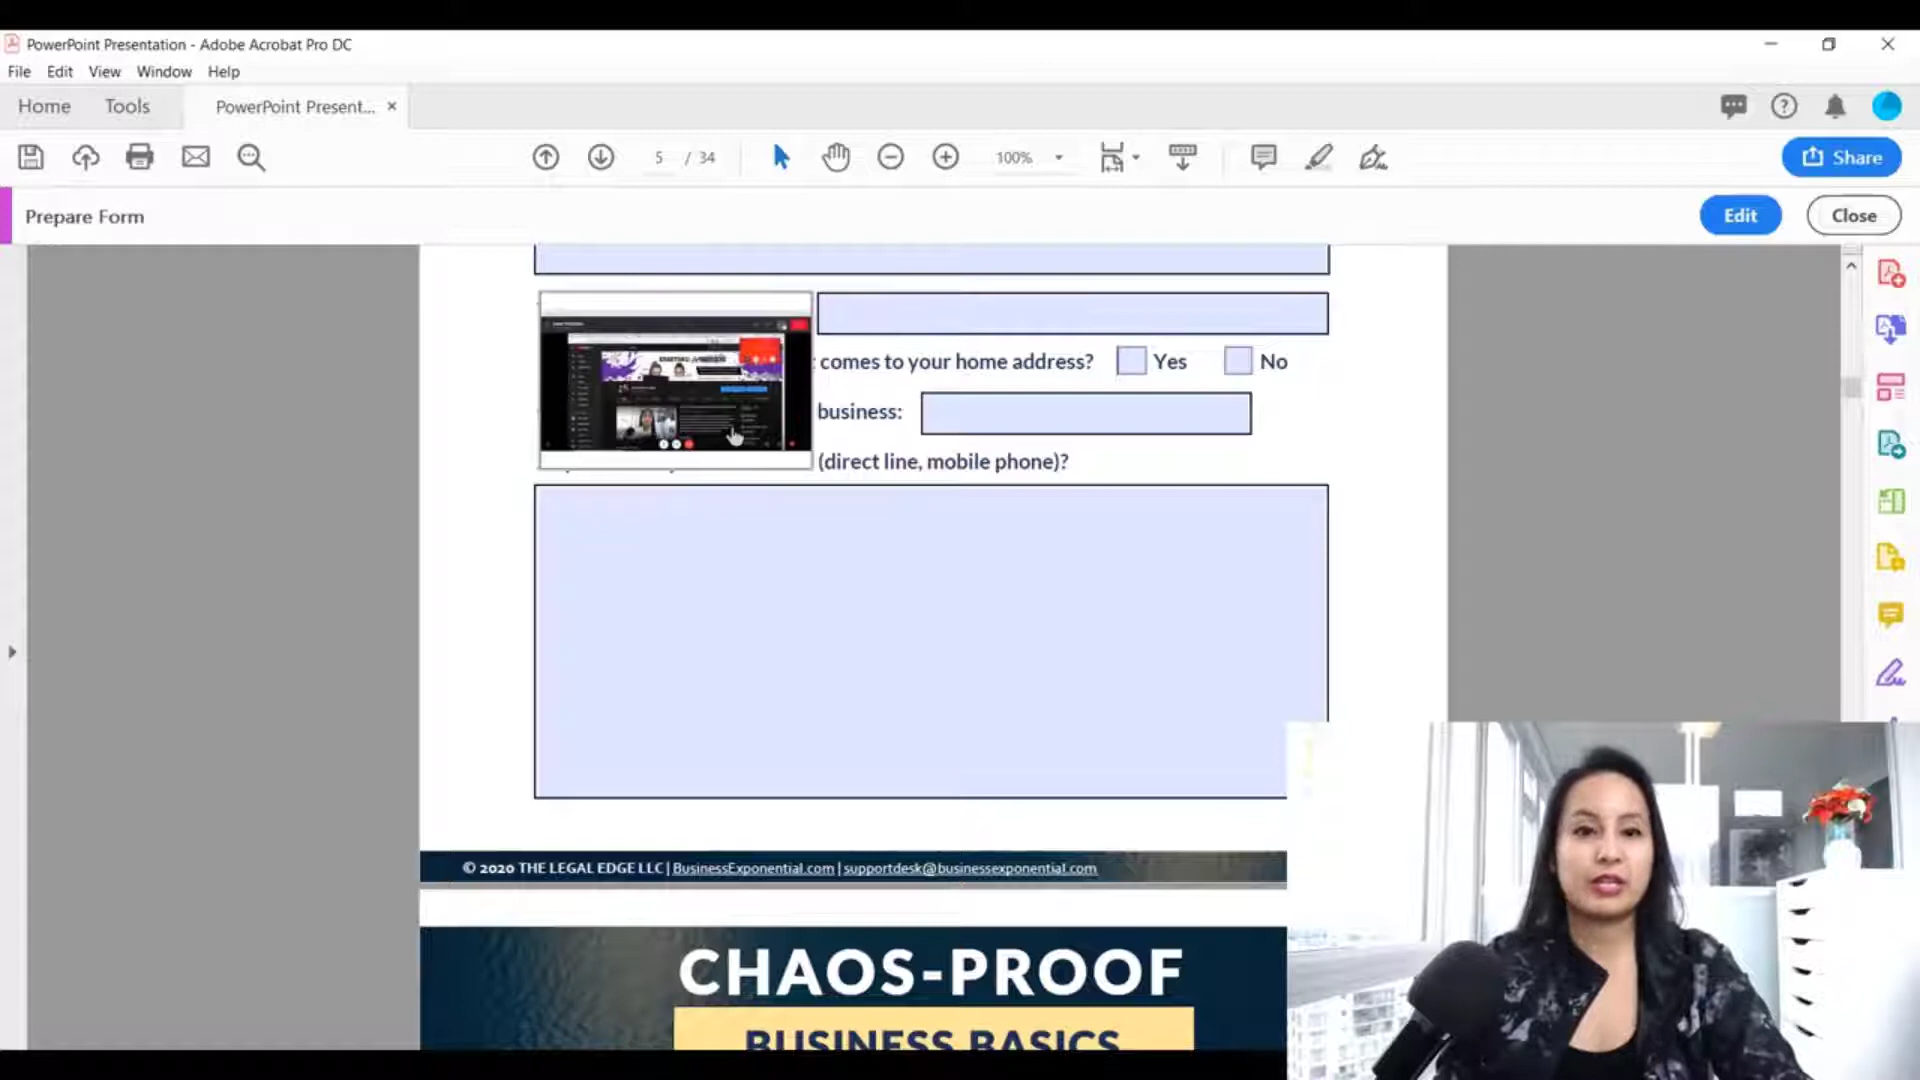 PowerPoint Presentation - Adobe Acrobat Pro DC
File Edit View Window Help
Home Tools PowerPoint Present...
5 / 34 100%
Share
Prepare Form
Edit Close
comes to your home address? Yes No
business:
(direct line, mobile phone)?
© 2020 THE LEGAL EDGE LLC | BusinessExponential.com | supportdesk@businessexponential.com
CHAOS-PROOF
BUSINESS BASICS